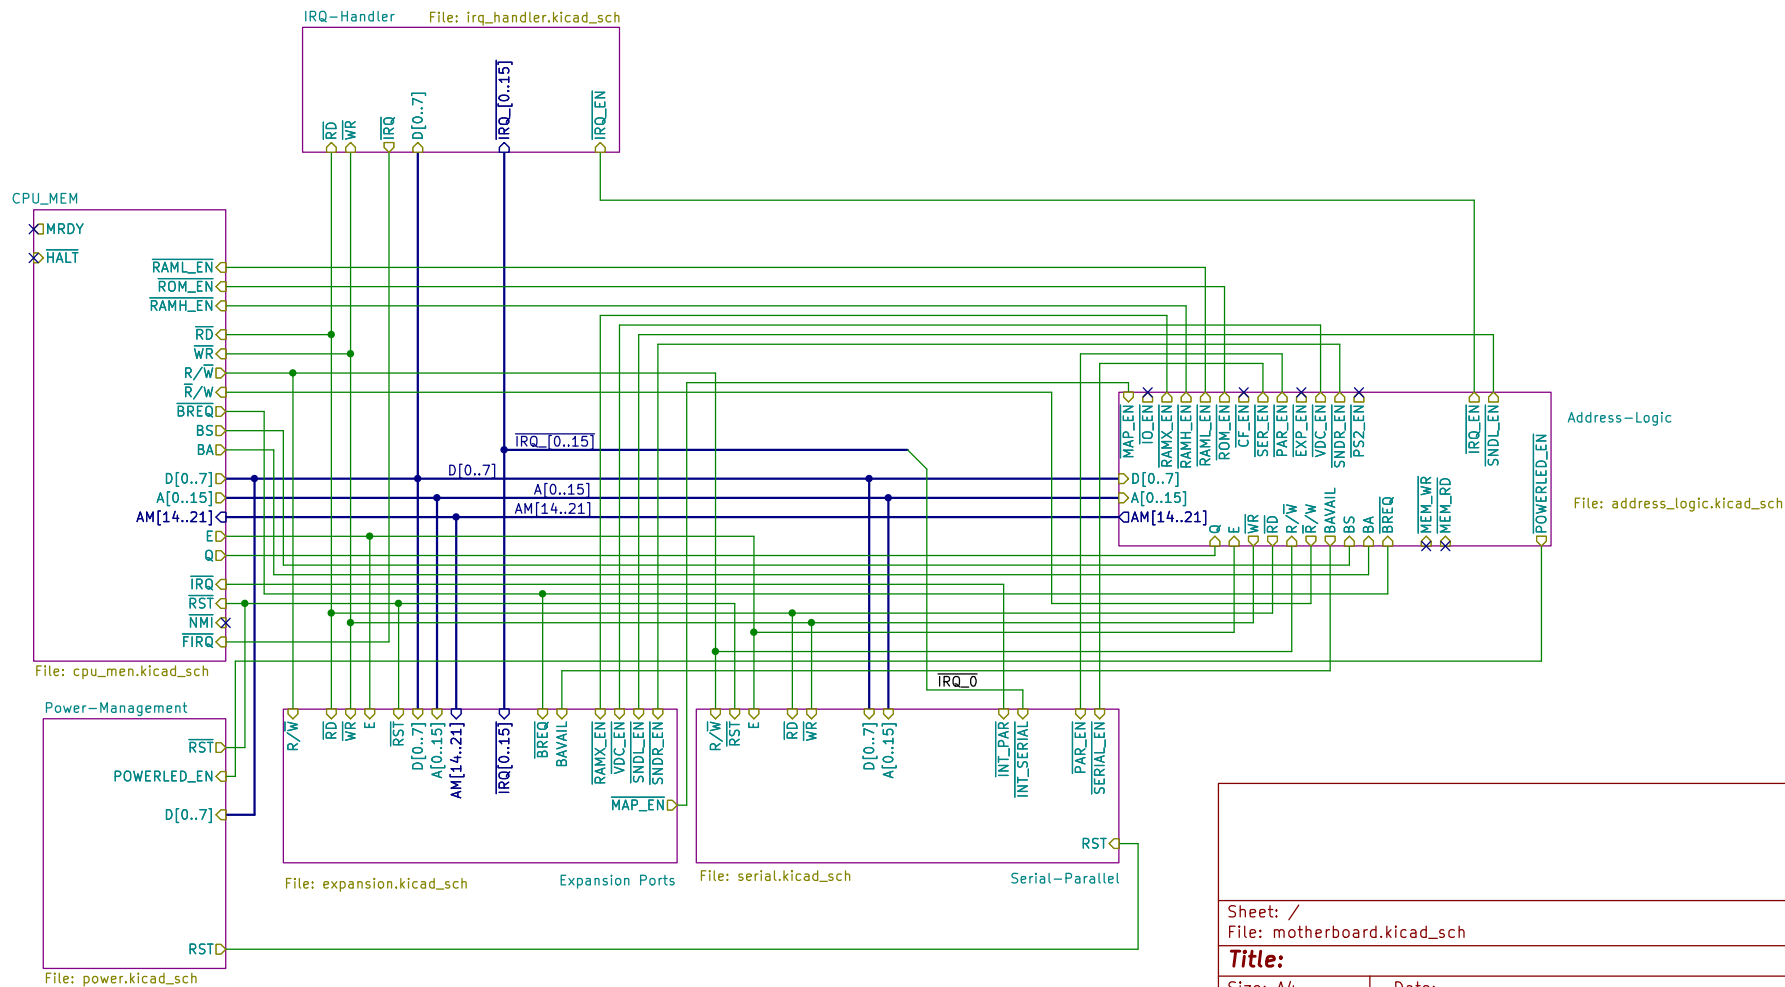 IRQ-Handler
File: irq_handler.kicad_sch
RD
WR
IRQ
D[0..7]
IRQ_[0..15]
IRQ_EN
CPU_MEM
MRDY
HALT
RAML_EN
ROM_EN
RAMH_EN
RD
WR
R/W
R/W
BREQ
BS
BA
D[0..7]
A[0..15]
AM[14..21]
E
Q
IRQ
RST
NMI
FIRQ
File: cpu_men.kicad_sch
IRQ_[0..15]
D[0..7]
A[0..15]
AM[14..21]
IRQ_0
MAP_EN
IO_EN
RAMX_EN
RAMH_EN
RAML_EN
ROM_EN
CF_EN
SER_EN
PAR_EN
EXP_EN
VDC_EN
SNDR_EN
PS2_EN
IRQ_EN
SNDL_EN
Address-Logic
D[0..7]
A[0..15]
AM[14..21]
Q
E
WR
RD
R/W
R/W
BAVAIL
BS
BA
BREQ
MEM_WR
MEM_RD
POWERLED_EN
File: address_logic.kicad_sch
Power-Management
RST
POWERLED_EN
D[0..7]
RST
File: power.kicad_sch
R/W
RD
WR
E
RST
D[0..7]
A[0..15]
AM[14..21]
IRQ[0..15]
BREQ
BAVAIL
RAMX_EN
VDC_EN
SNDL_EN
SNDR_EN
MAP_EN
File: expansion.kicad_sch
Expansion Ports
R/W
RST
E
RD
WR
D[0..7]
A[0..15]
INT_PAR
INT_SERIAL
PAR_EN
SERIAL_EN
RST
File: serial.kicad_sch
Serial-Parallel
Sheet: /
File: motherboard.kicad_sch
Title:
Size: A4
Date: